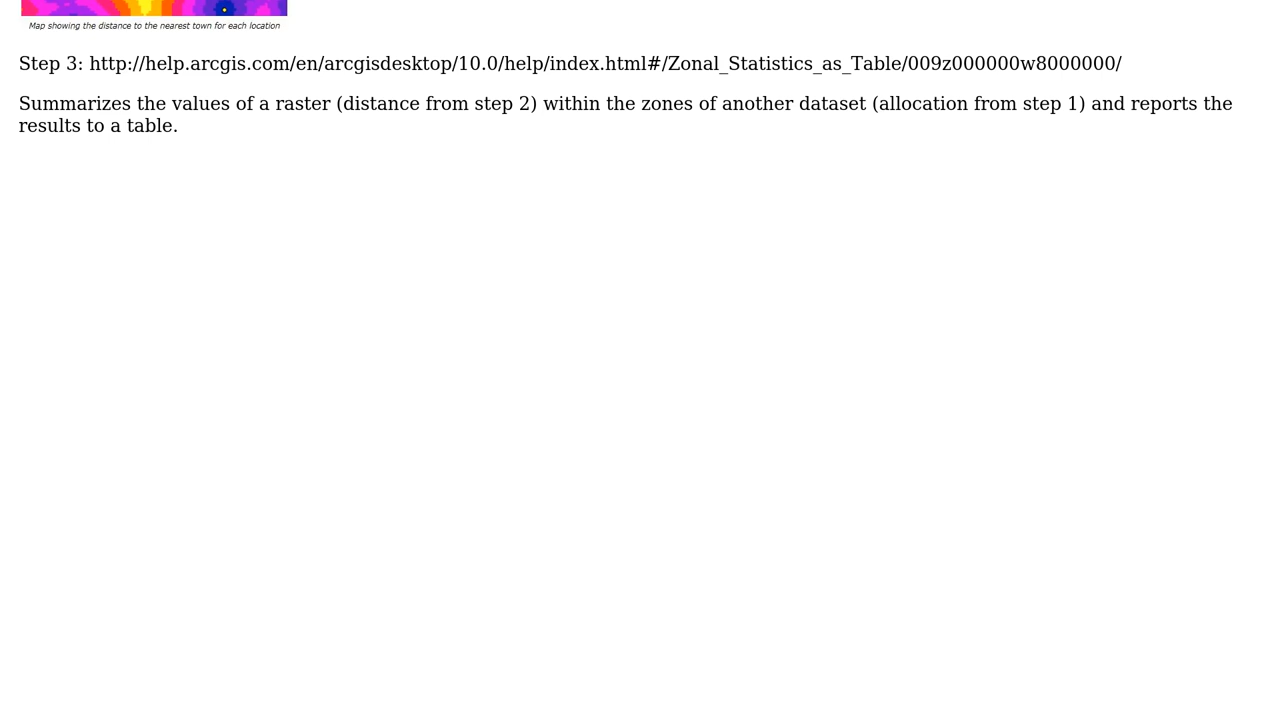 Map showing the distance to the nearest town for each location
Step 3: http://help.arcgis.com/en/arcgisdesktop/10.0/help/index.html#/Zonal_Statistics_as_Table/009z000000w8000000/
Summarizes the values of a raster (distance from step 2) within the zones of another dataset (allocation from step 1) and reports the
results to a table.